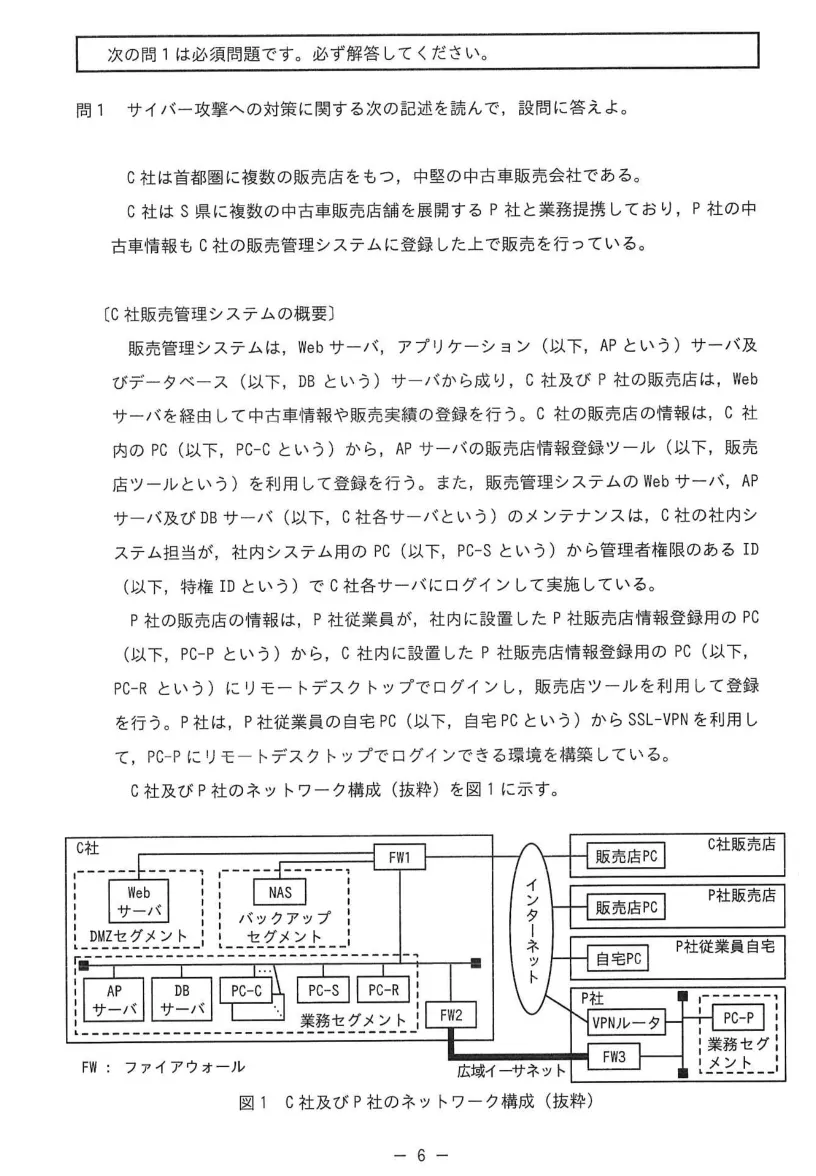 次の問1は必須問題です。必ず解答してください。
問1 サイバー攻撃への対策に関する次の記述を読んで，設問に答えよ。
C社は首都圏に複数の販売店をもつ，中堅の中古車販売会社である。
C社はS県に複数の中古車販売店舗を展開するP社と業務提携しており，P社の中
古車情報もC社の販売管理システムに登録した上で販売を行っている。
〔C社販売管理システムの概要〕
販売管理システムは，Webサーバ，アプリケーション（以下，APという）サーバ及
びデータベース（以下，DBという）サーバから成り，C社及びP社の販売店は，Web
サーバを経由して中古車情報や販売実績の登録を行う。C社の販売店の情報は，C社
内のPC（以下，PC-Cという）から，APサーバの販売店情報登録ツール（以下，販売
店ツールという）を利用して登録を行う。また，販売管理システムのWebサーバ，AP
サーバ及びDBサーバ（以下，C社各サーバという）のメンテナンスは，C社の社内シ
ステム担当が，社内システム用のPC（以下，PC-Sという）から管理者権限のあるID
（以下，特権IDという）でC社各サーバにログインして実施している。
P社の販売店の情報は，P社従業員が，社内に設置したP社販売店情報登録用のPC
（以下，PC-Pという）から，C社内に設置したP社販売店情報登録用のPC（以下，
PC-Rという）にリモートデスクトップでログインし，販売店ツールを利用して登録
を行う。P社は，P社従業員の自宅PC（以下，自宅PCという）からSSL-VPNを利用し
て，PC-Pにリモートデスクトップでログインできる環境を構築している。
C社及びP社のネットワーク構成（抜粋）を図1に示す。
C社
FW1
Web
サーバ
DMZセグメント
NAS
バックアップ
セグメント
AP
サーバ
DB
サーバ
PC-C
PC-S
PC-R
業務セグメント
FW2
インターネット
販売店PC
C社販売店
販売店PC
P社販売店
自宅PC
P社従業員自宅
P社
VPNルータ
PC-P
業務セグ
メント
FW3
広域イーサネット
FW：ファイアウォール
図1 C社及びP社のネットワーク構成（抜粋）
－ 6 －